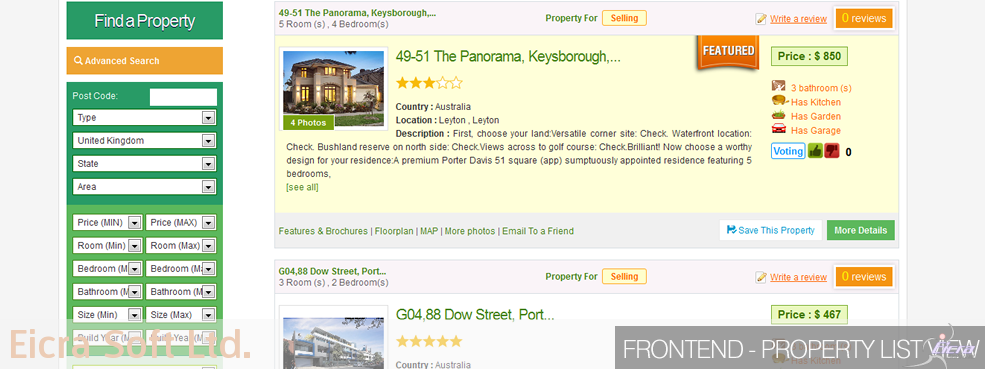 Find a Property
Advanced Search
Post Code:
Type
United Kingdom
State
Area
Price (MIN) Price (MAX)
Room (Min) Room (Max)
Bedroom (M Bedroom (Ma
Bathroom (M Bathroom (M
Size (Min) Size (Max)
Build Year (M
49-51 The Panorama, Keysborough,...
5 Room (s) , 4 Bedroom(s)
Property For Selling
Write a review
0 reviews
4 Photos
49-51 The Panorama, Keysborough,...
FEATURED
Country : Australia
Location : Leyton , Leyton
Description : First, choose your land:Versatile corner site: Check. Waterfront location:
Check. Bushland reserve on north side: Check.Views across to golf course: Check.Brilliant! Now choose a worthy
design for your residence:A premium Porter Davis 51 square (app) sumptuously appointed residence featuring 5
bedrooms,
[see all]
Price : $ 850
3 bathroom (s)
Has Kitchen
Has Garden
Has Garage
Voting 0
Features & Brochures | Floorplan | MAP | More photos | Email To a Friend
Save This Property
More Details
G04,88 Dow Street, Port...
3 Room (s) , 2 Bedroom(s)
Property For Selling
Write a review
0 reviews
G04,88 Dow Street, Port...
Country : Australia
Price : $ 467
Has Kitchen
Eicra Soft Ltd.
FRONTEND - PROPERTY LIST VIEW